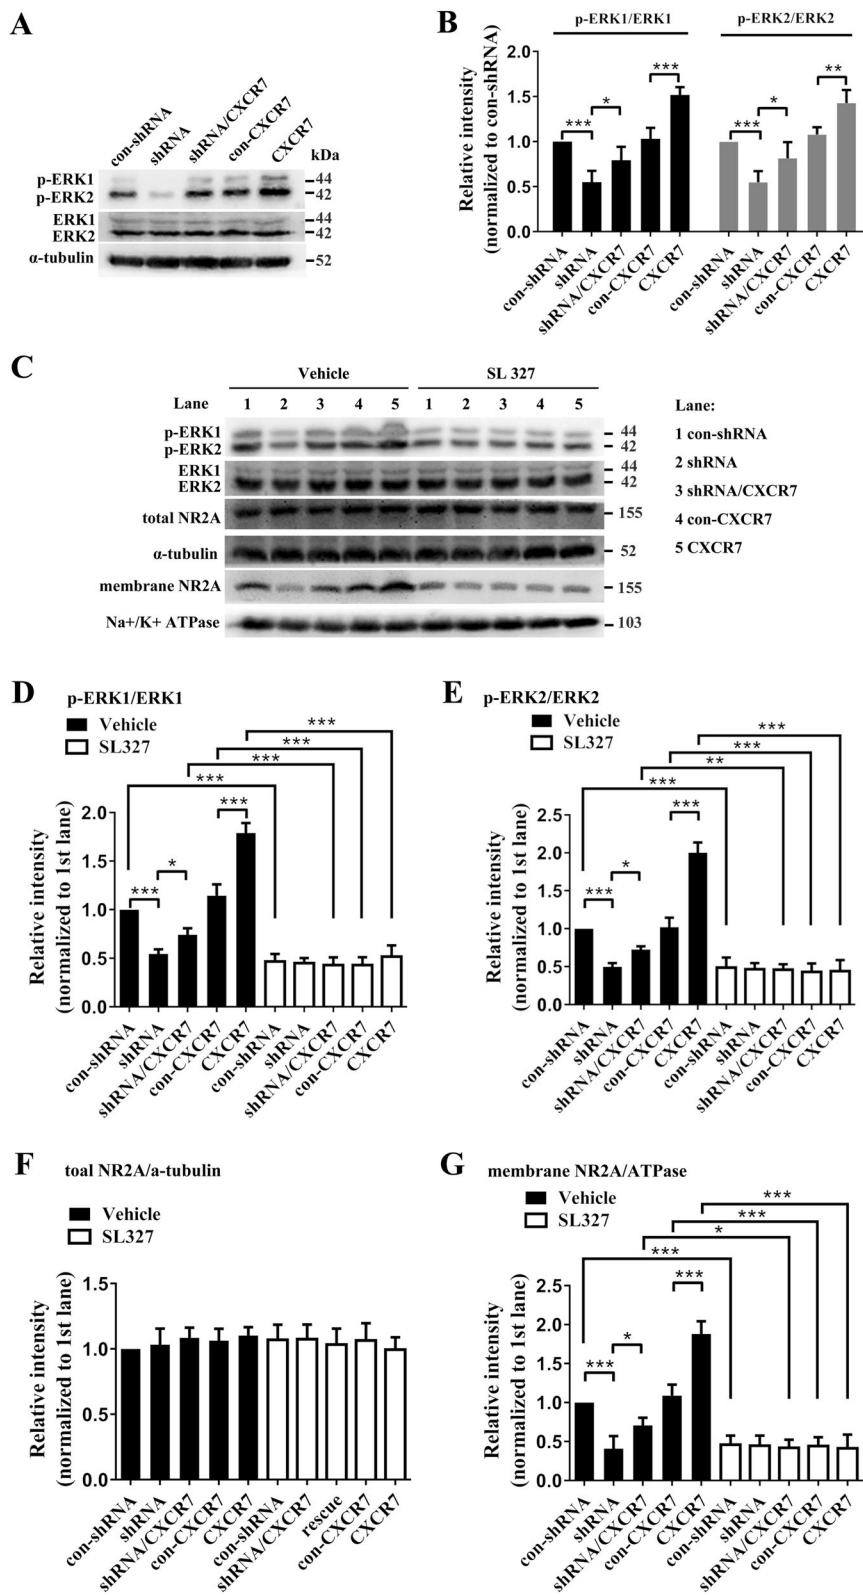 A
con-shRNA
shRNA
shRNA/CXCR7
con-CXCR7
CXCR7
kDa
p-ERK1
44
p-ERK2
42
ERK1
44
ERK2
42
α-tubulin
52
B
p-ERK1/ERK1
p-ERK2/ERK2
Relative intensity
(normalized to con-shRNA)
2.0
1.5
1.0
0.5
0.0
***
*
***
***
*
**
con-shRNA
shRNA
shRNA/CXCR7
con-CXCR7
CXCR7
con-shRNA
shRNA
shRNA/CXCR7
con-CXCR7
CXCR7
C
Vehicle
SL 327
Lane
1 2 3 4 5 1 2 3 4 5
p-ERK1
44
p-ERK2
42
ERK1
44
ERK2
42
total NR2A
155
α-tubulin
52
membrane NR2A
155
Na+/K+ ATPase
103
Lane:
1 con-shRNA
2 shRNA
3 shRNA/CXCR7
4 con-CXCR7
5 CXCR7
D
p-ERK1/ERK1
Vehicle
SL327
Relative intensity
(normalized to 1st lane)
2.0
1.5
1.0
0.5
0.0
***
***
***
***
***
***
*
con-shRNA
shRNA
shRNA/CXCR7
con-CXCR7
CXCR7
con-shRNA
shRNA
shRNA/CXCR7
con-CXCR7
CXCR7
E
p-ERK2/ERK2
Vehicle
SL327
Relative intensity
(normalized to 1st lane)
2.5
2.0
1.5
1.0
0.5
0.0
***
***
**
***
***
*
***
con-shRNA
shRNA
shRNA/CXCR7
con-CXCR7
CXCR7
con-shRNA
shRNA
shRNA/CXCR7
con-CXCR7
CXCR7
F
toal NR2A/a-tubulin
Vehicle
SL327
Relative intensity
(normalized to 1st lane)
1.5
1.0
0.5
0.0
con-shRNA
shRNA
shRNA/CXCR7
con-CXCR7
CXCR7
con-shRNA
shRNA/CXCR7
rescue
con-CXCR7
CXCR7
G
membrane NR2A/ATPase
Vehicle
SL327
Relative intensity
(normalized to 1st lane)
2.5
2.0
1.5
1.0
0.5
0.0
***
***
*
***
***
*
***
con-shRNA
shRNA
shRNA/CXCR7
con-CXCR7
CXCR7
con-shRNA
shRNA
shRNA/CXCR7
con-CXCR7
CXCR7